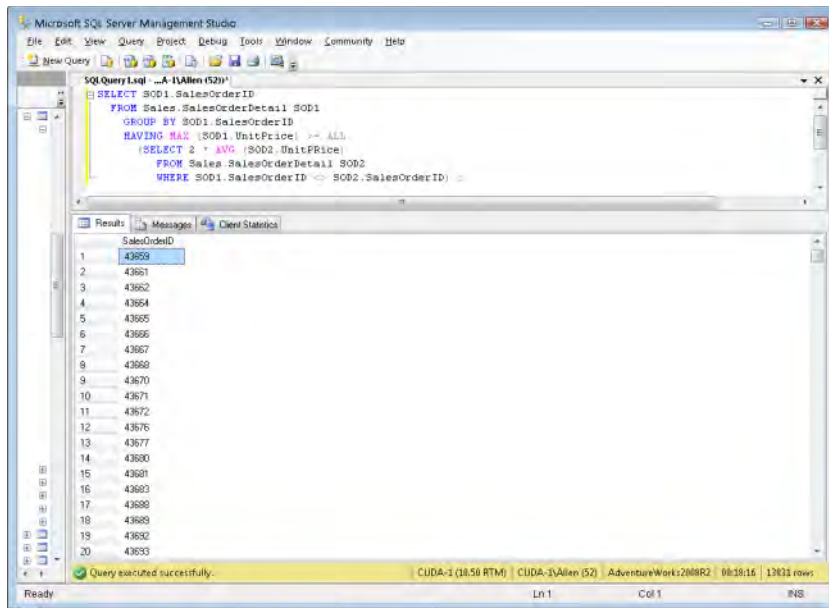 Microsoft SQL Server Management Studio
File Edit View Query Project Debug Tools Window Community Help
New Query
SQLQuery1.sql - ...A-1\Allen (52))*
SELECT SOD1.SalesOrderID
FROM Sales.SalesOrderDetail SOD1
GROUP BY SOD1.SalesOrderID
HAVING MAX (SOD1.UnitPrice) >= ALL
(SELECT 2 * AVG (SOD2.UnitPRice)
FROM Sales.SalesOrderDetail SOD2
WHERE SOD1.SalesOrderID <> SOD2.SalesOrderID) ;
Results Messages Client Statistics
SalesOrderID
1 43659
2 43661
3 43662
4 43664
5 43665
6 43666
7 43667
8 43668
9 43670
10 43671
11 43672
12 43676
13 43677
14 43680
15 43681
16 43683
17 43688
18 43689
19 43692
20 43693
Query executed successfully. CUDA-1 (10.50 RTM) CUDA-1\Allen (52) AdventureWorks2008R2 00:18:16 13831 rows
Ready Ln 1 Col 1 INS